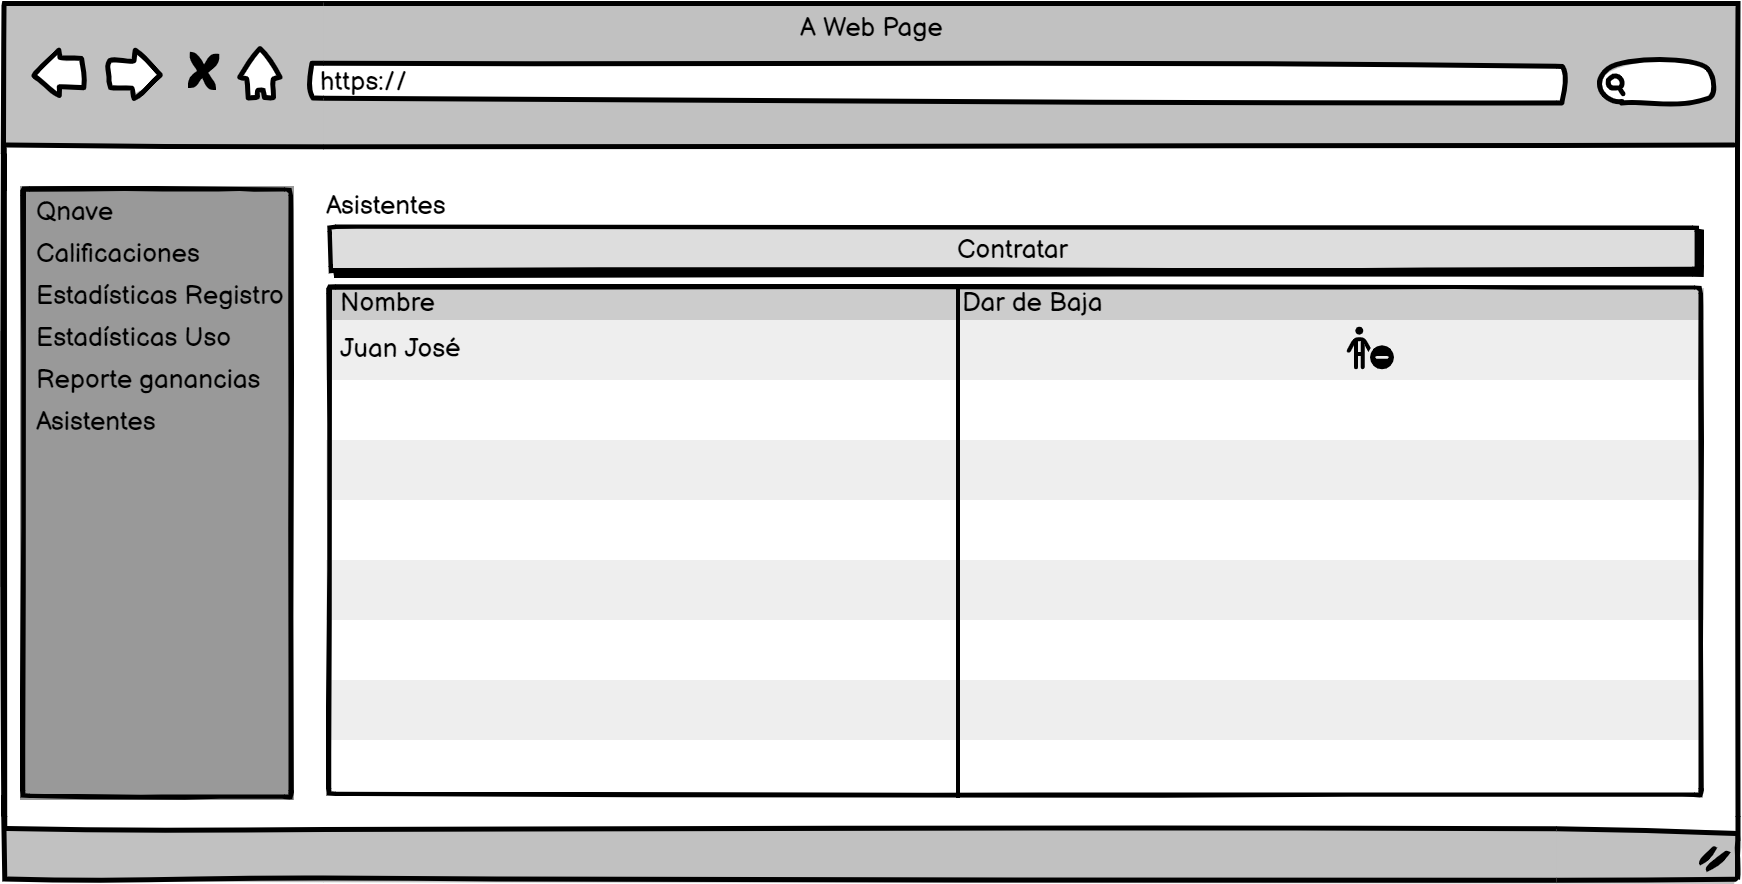 A Web Page
https://
Qnave
Calificaciones
Estadísticas Registro
Estadísticas Uso
Reporte ganancias
Asistentes
Asistentes
Contratar
Nombre
Dar de Baja
Juan José